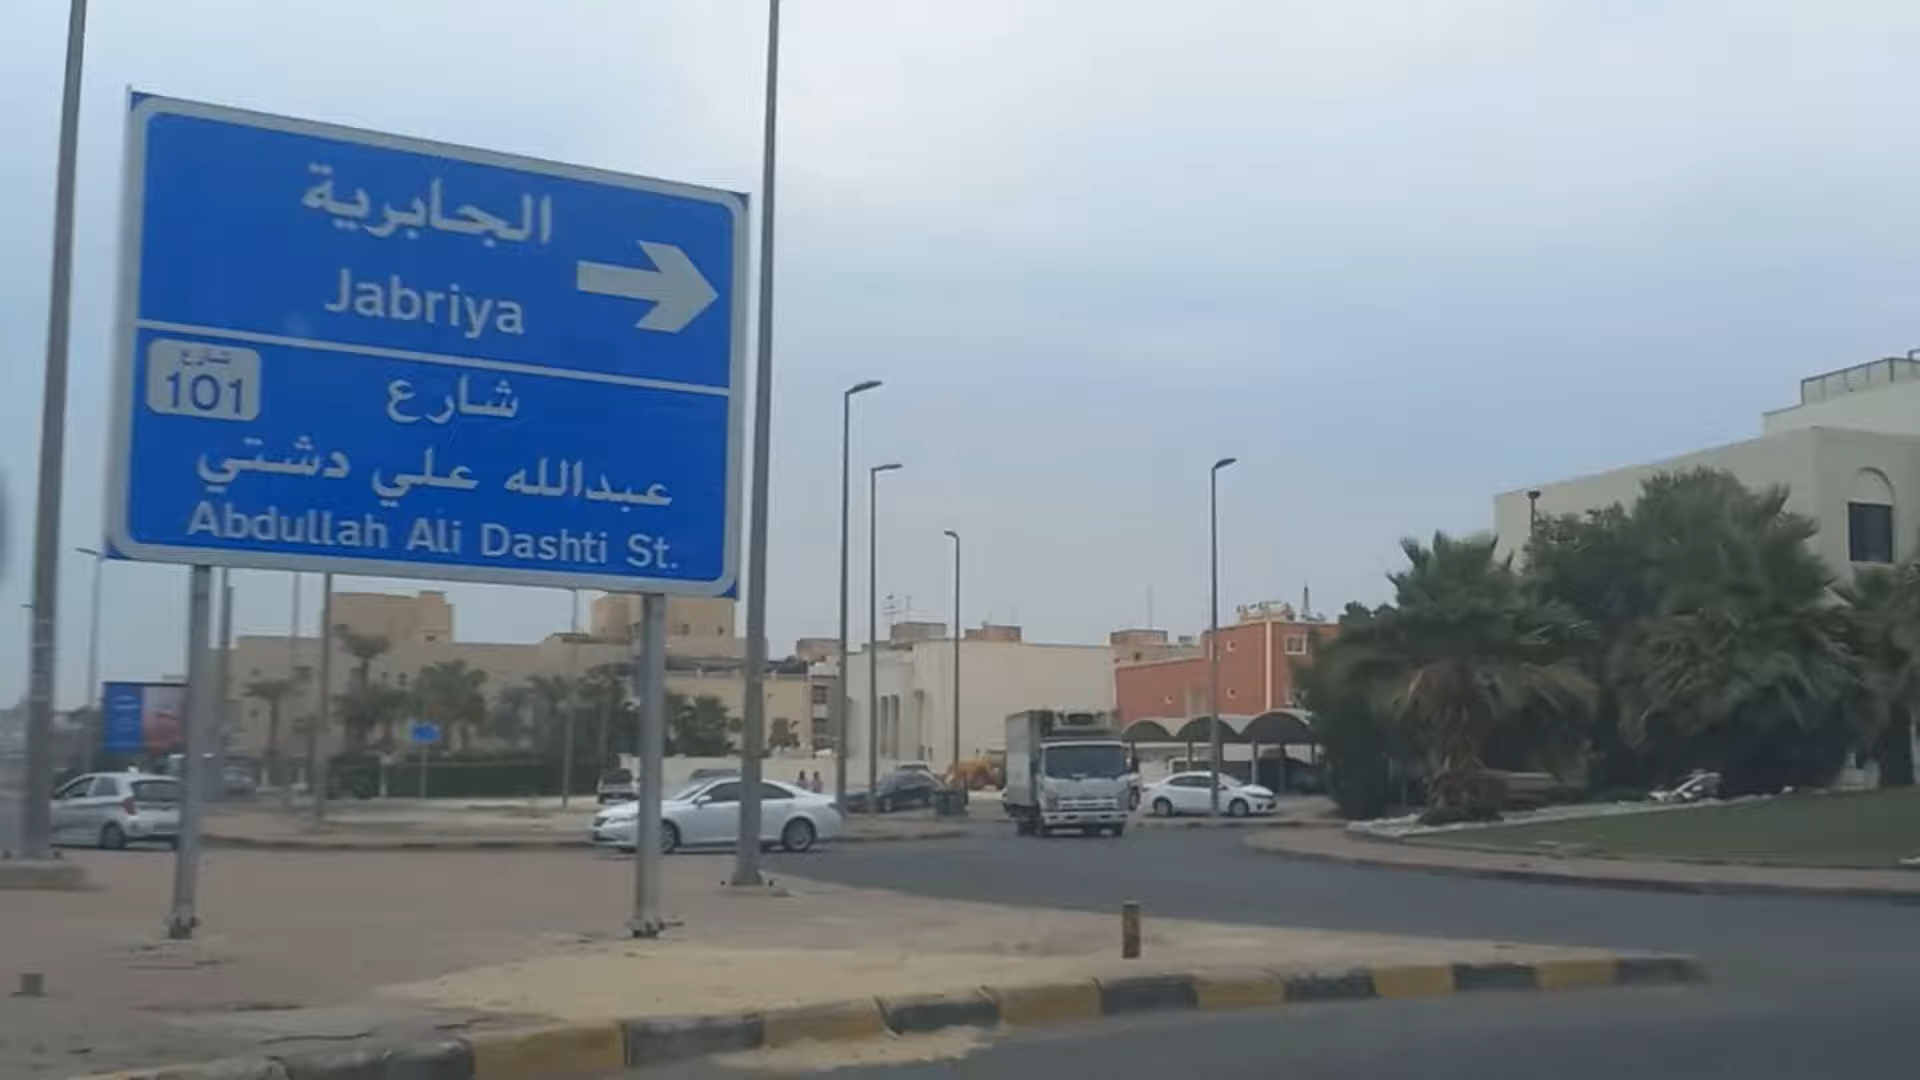 الجابرية
Jabriya
شارع
101
شارع
عبدالله علي دشتي
Abdullah Ali Dashti St.